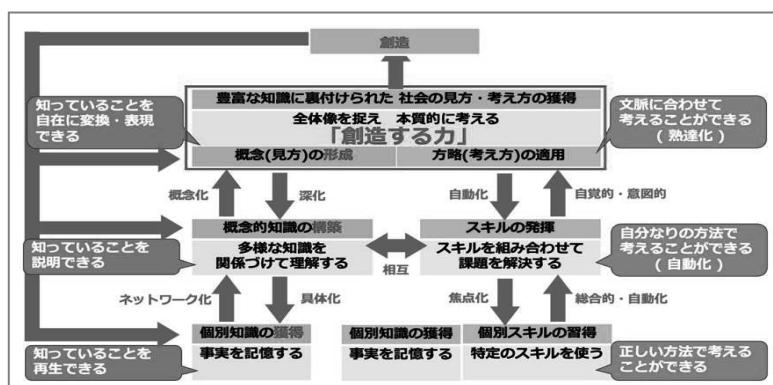 創造
豊富な知識に裏付けられた 社会の見方・考え方の獲得
知っていることを
自在に変換・表現
できる
全体像を捉え 本質的に考える
「創造する力」
文脈に合わせて
考えることができる
( 熟達化 )
概念(見方)の形成
方略(考え方)の適用
概念化
深化
自動化
自覚的・意図的
概念的知識の構築
スキルの発揮
知っていることを
説明できる
多様な知識を
関係づけて理解する
相互
スキルを組み合わせて
課題を解決する
自分なりの方法で
考えることができる
( 自動化 )
ネットワーク化
具体化
焦点化
総合的・自動化
個別知識の獲得
個別知識の獲得
個別スキルの習得
知っていることを
再生できる
事実を記憶する
事実を記憶する
特定のスキルを使う
正しい方法で考える
ことができる